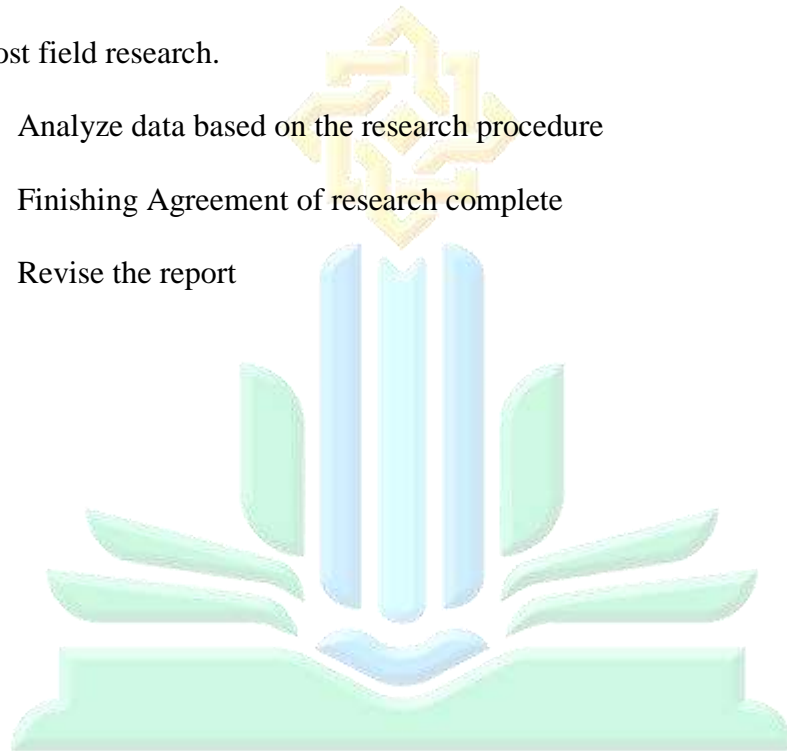 ost field research.
Analyze data based on the research procedure
Finishing Agreement of research complete
Revise the report